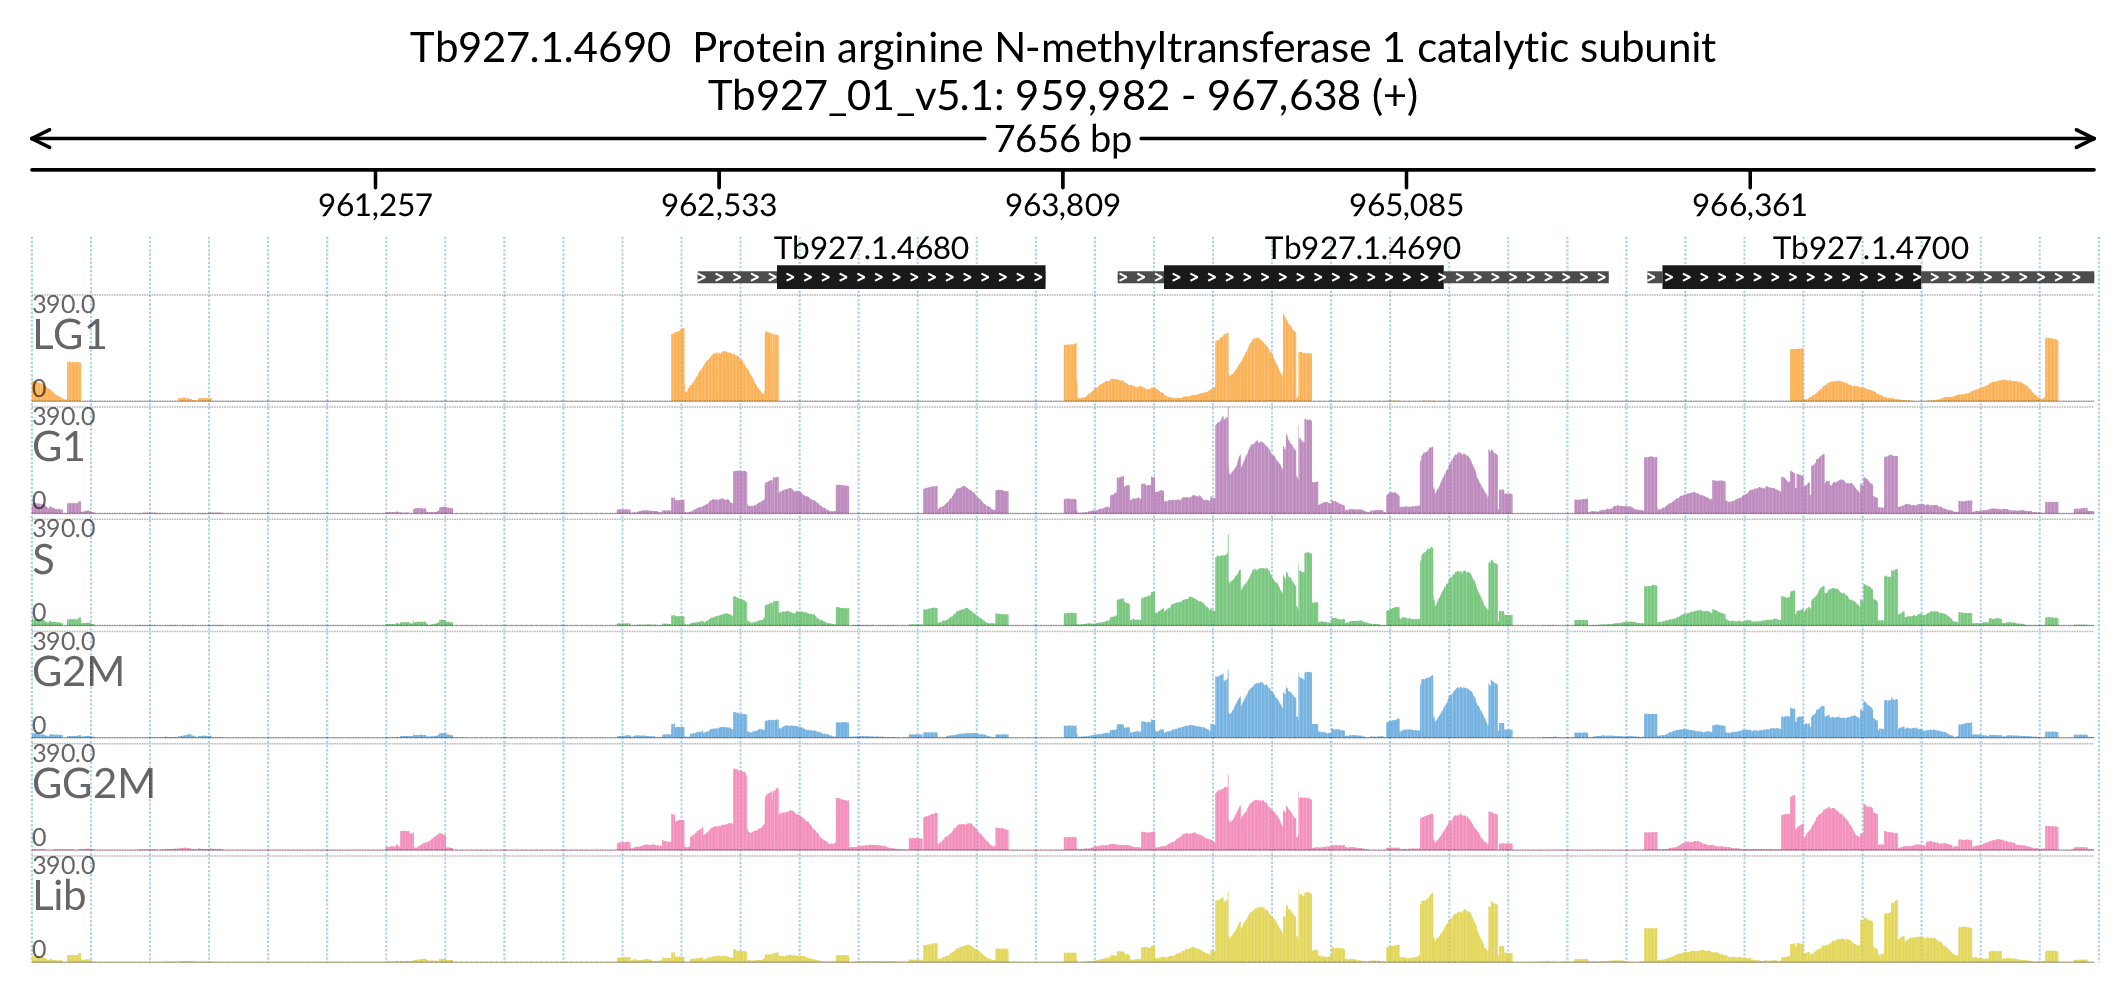 Tb927.1.4690  Protein arginine N-methyltransferase 1 catalytic subunit
Tb927_01_v5.1: 959,982 - 967,638 (+)
7656 bp
961,257 962,533 963,809 965,085 966,361
Tb927.1.4680 Tb927.1.4690 Tb927.1.4700
390.0
LG1
0
390.0
G1
0
390.0
S
0
390.0
G2M
0
390.0
GG2M
0
390.0
Lib
0